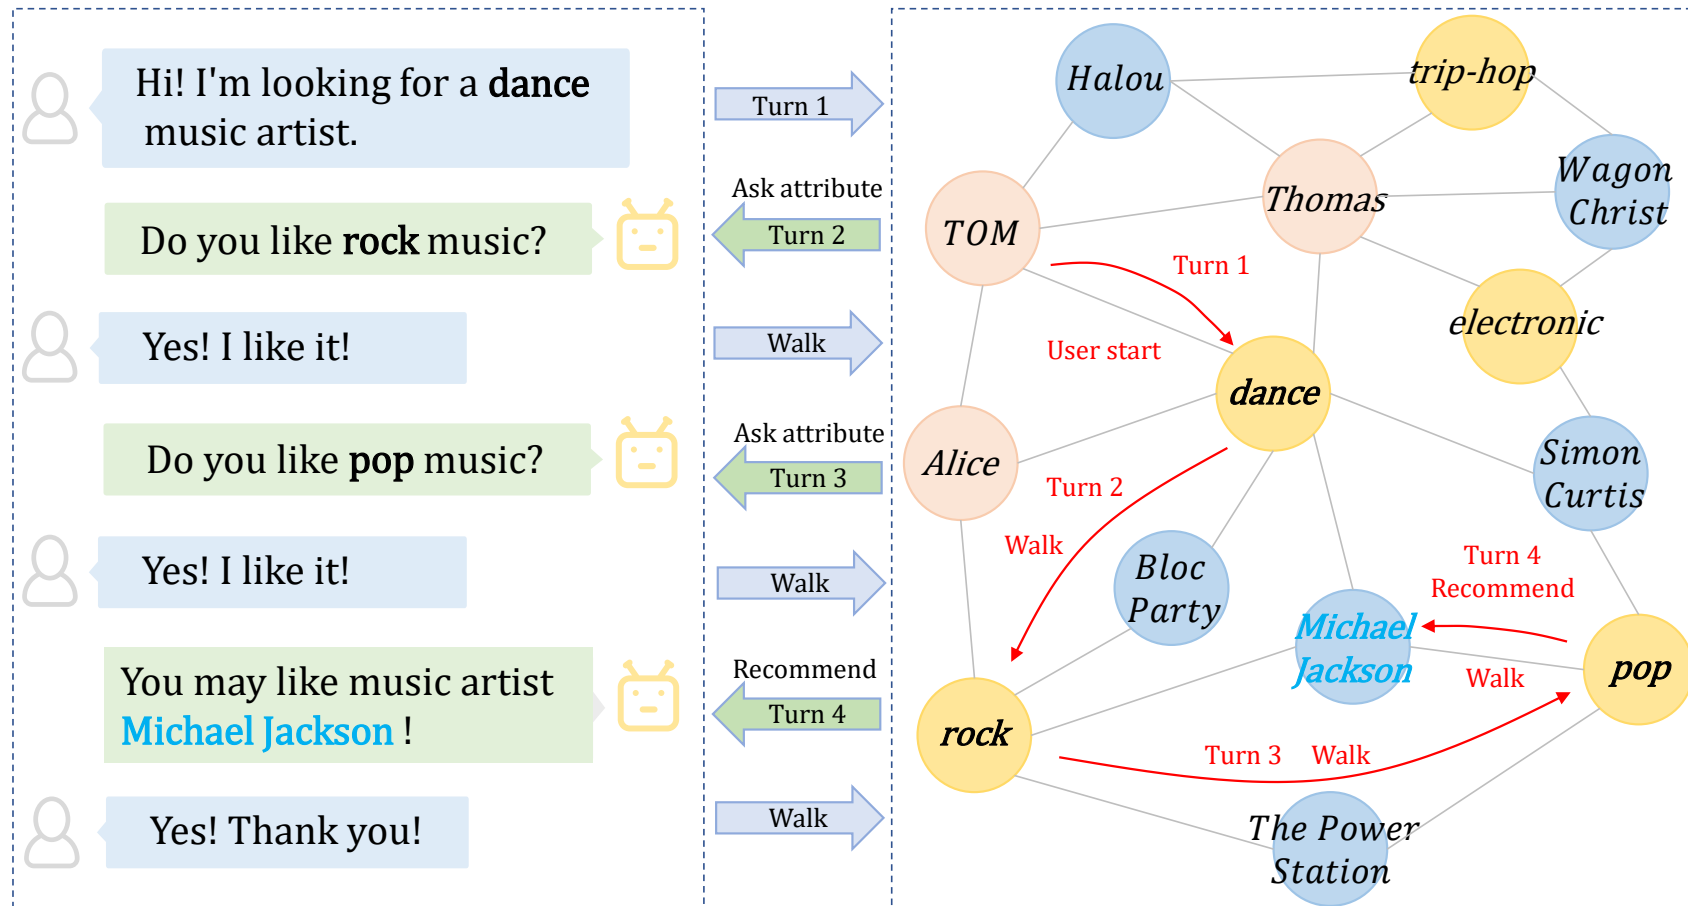 Hi! I'm looking for a dance
music artist.
Do you like rock music?
Yes! I like it!
Do you like pop music?
Yes! I like it!
You may like music artist
Michael Jackson !
Yes! Thank you!
Turn 1
Ask attribute
Turn 2
Walk
Ask attribute
Turn 3
Walk
Recommend
Turn 4
Walk
Halou
trip-hop
Wagon
Christ
Thomas
TOM
Turn 1
User start
electronic
dance
Alice
Simon
Curtis
Turn 2
Walk
Bloc
Party
Turn 4
Recommend
Michael
Jackson
Walk
pop
rock
Turn 3 Walk
The Power
Station